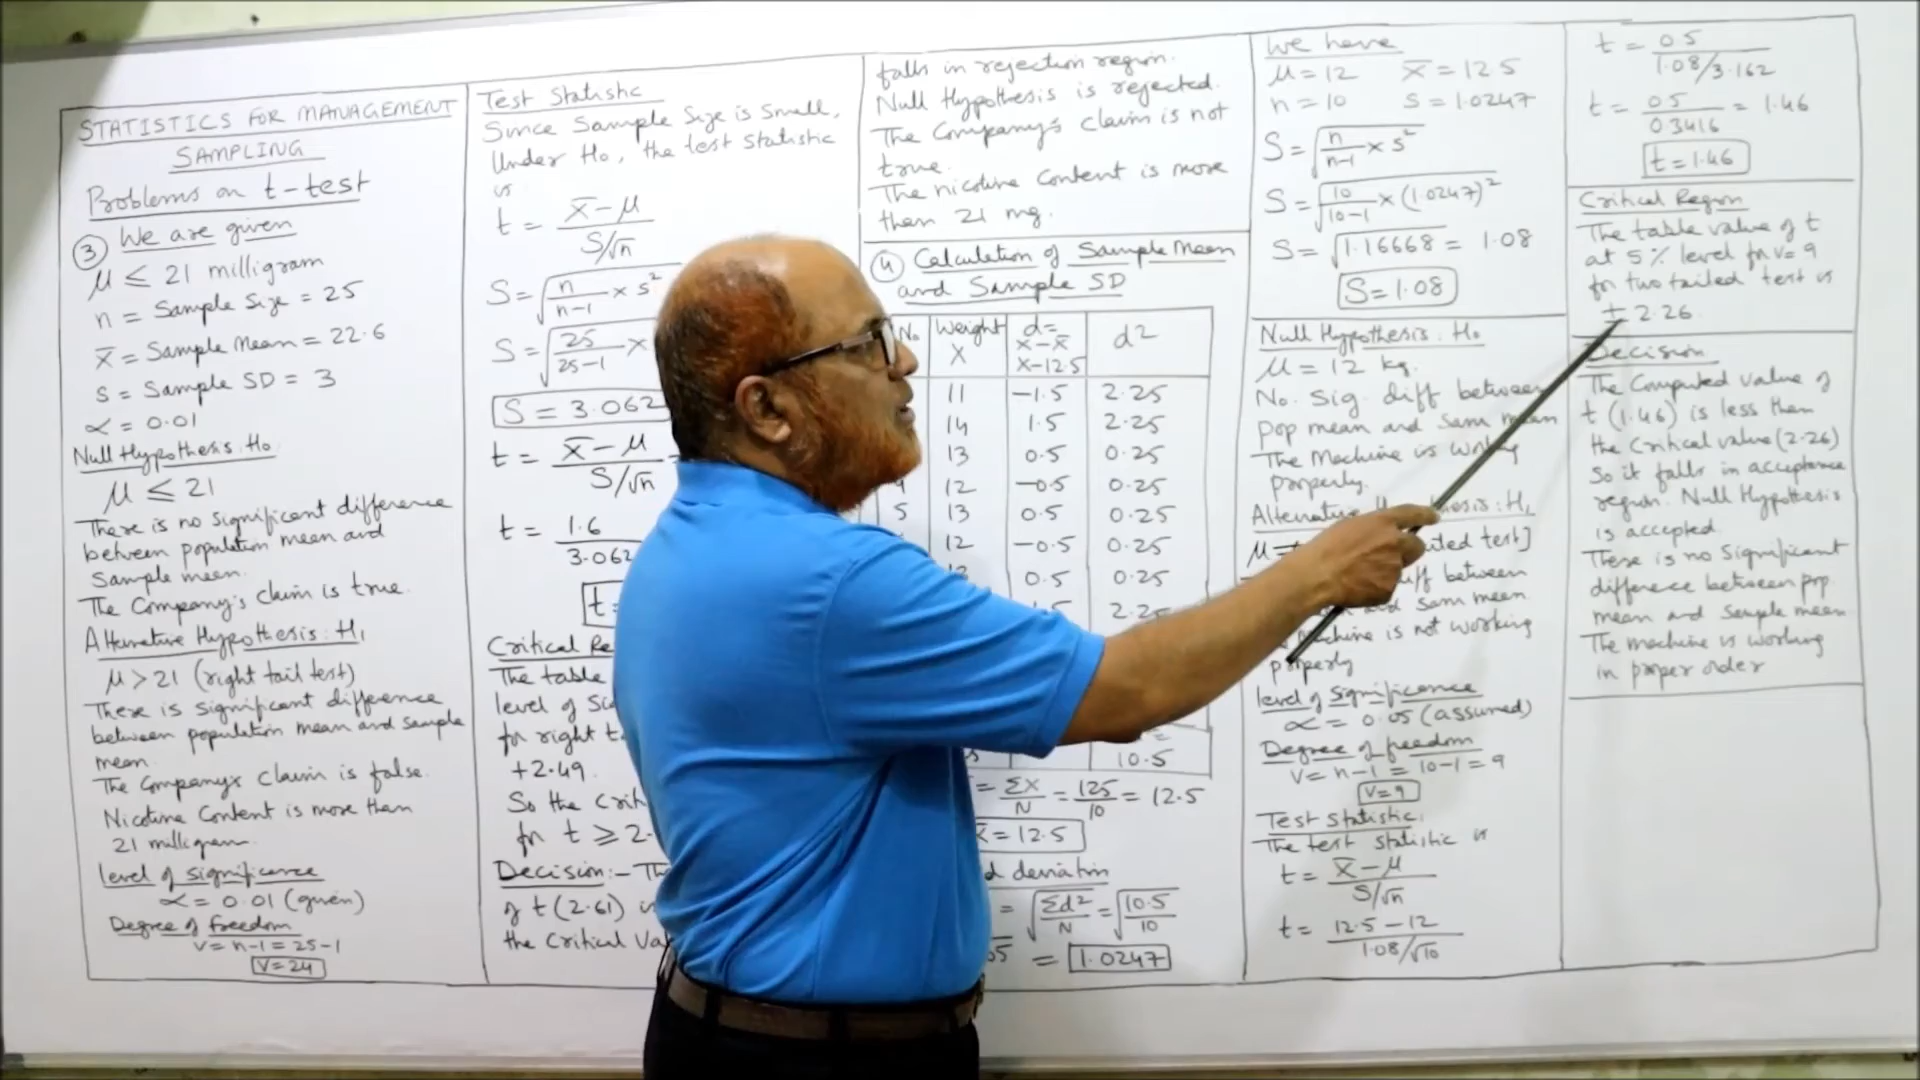 STATISTICS FOR MANAGEMENT
SAMPLING
Problems on t-test
③ We are given
μ ≤ 21 milligram
n = Sample Size = 25
x̄ = Sample Mean = 22.6
s = Sample SD = 3
α = 0.01
Null Hypothesis: H₀
μ ≤ 21
There is no significant difference
between population mean and
Sample mean.
The Company's claim is true.
Alternative Hypothesis: H₁
μ > 21 (right tail test)
There is significant difference
between population mean and sample
mean.
The Company's Claim is false.
Nicotine Content is more than
21 milligram.
level of significance
α = 0.01 (given)
Degree of freedom
v = n-1 = 25-1
v = 24
Test Statistic
Since Sample Size is Small,
Under H₀, the test statistic
is
t = (x̄ - μ) / (S/√n)
S = √(n/(n-1) × s²
S = √(25/(25-1) ×
S = 3.062
t = (x̄ - μ) / (S/√n)
t = 1.6 / 3.062
t =
Critical Re
The table
level of
for right t
+2.49.
So the Crit
for t ≥ 2.
Decision:- Th
of t (2.61) is
the Critical Va
falls in rejection region.
Null Hypothesis is rejected.
The Company's claim is not
true.
The nicotine Content is more
than 21 mg.
④ Calculation of Sample Mean
and Sample SD
No. Weight X d = x-x̄ x-12.5 d²
11 -1.5 2.25
14 1.5 2.25
13 0.5 0.25
12 -0.5 0.25
5 13 0.5 0.25
12 -0.5 0.25
0.5 0.25
2.25
10.5
= ΣX/N = 125/10 = 12.5
x̄ = 12.5
d deviation
= √(Σd²/N) = √(10.5/10)
= 1.0247
We have
μ = 12 x̄ = 12.5
n = 10 s = 1.0247
S = √(n/(n-1) × s²)
S = √(10/(10-1) × (1.0247)²)
S = √1.16668 = 1.08
S = 1.08
Null Hypothesis: H₀
μ = 12 kg.
No. Sig. diff between
pop mean and Sam mean
The Machine is working
properly.
Alternative H esis: H₁
μ ailed test]
iff between
and Sam mean.
achine is not working
properly
level of significance
α = 0.05 (assumed)
Degree of freedom
v = n-1 = 10-1 = 9
v = 9
Test Statistic.
The test statistic is
t = (x̄ - μ) / (S/√n)
t = (12.5 - 12) / (1.08/√10)
t = 0.5 / (1.08/3.162)
t = 0.5 / 0.3416 = 1.46
t = 1.46
Critical Region
The table value of t
at 5% level for v = 9
for two tailed test is
± 2.26.
Decision
The Computed value of
t (1.46) is less than
the Critical value (2.26)
So it falls in acceptance
region. Null Hypothesis
is accepted.
There is no Significant
difference between pop.
mean and Sample mean
The machine is working
in proper order